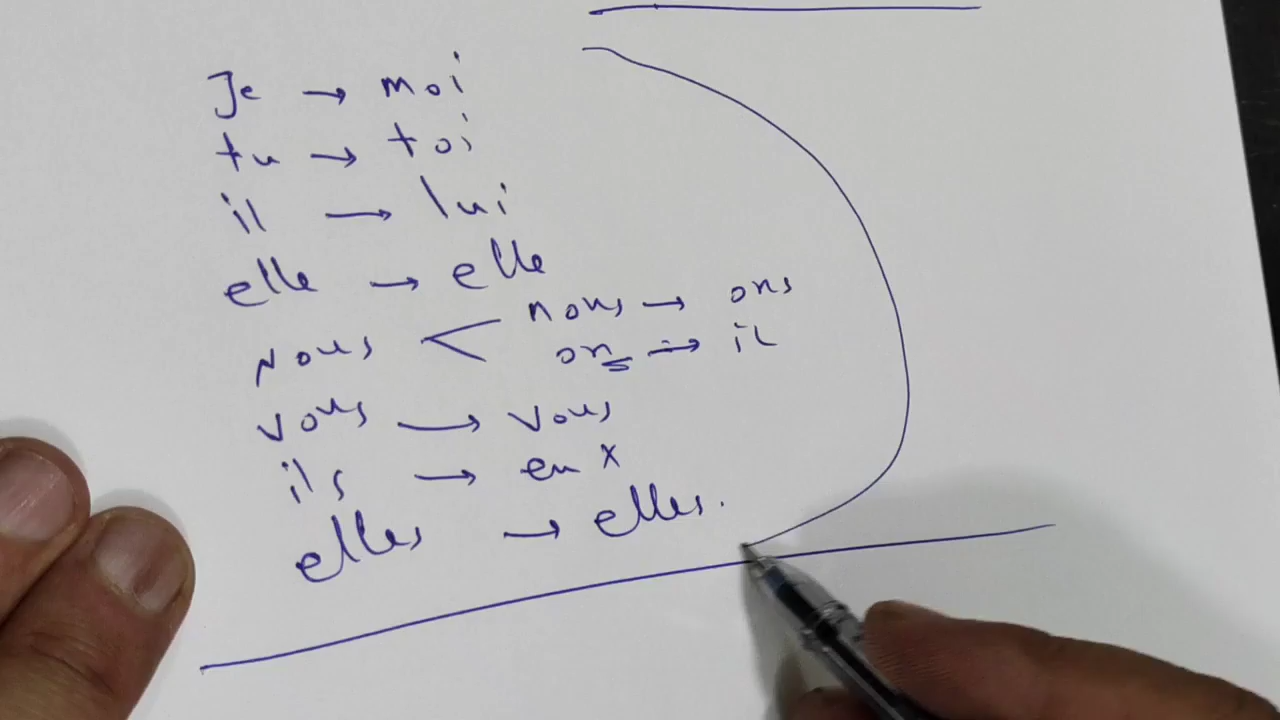 Je → moi
tu → toi
il → lui
elle → elle
nous < nous → ons
on → il
vous → vous
ils → eux
elles → elles.